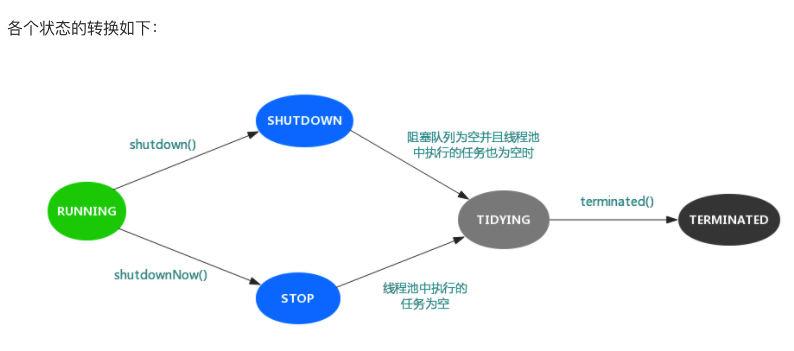 各个状态的转换如下：
SHUTDOWN
shutdown()
阻塞队列为空并且线程池
中执行的任务也为空时
RUNNING
TIDYING
terminated()
TERMINATED
shutdownNow()
STOP
线程池中执行的
任务为空